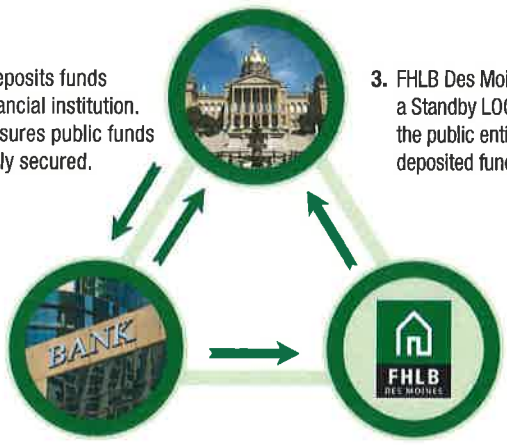 eposits funds
ancial institution.
sures public funds
ly secured.
3. FHLB Des Moi
a Standby LOC
the public enti
deposited fund
BANK
FHLB
DES MOINES